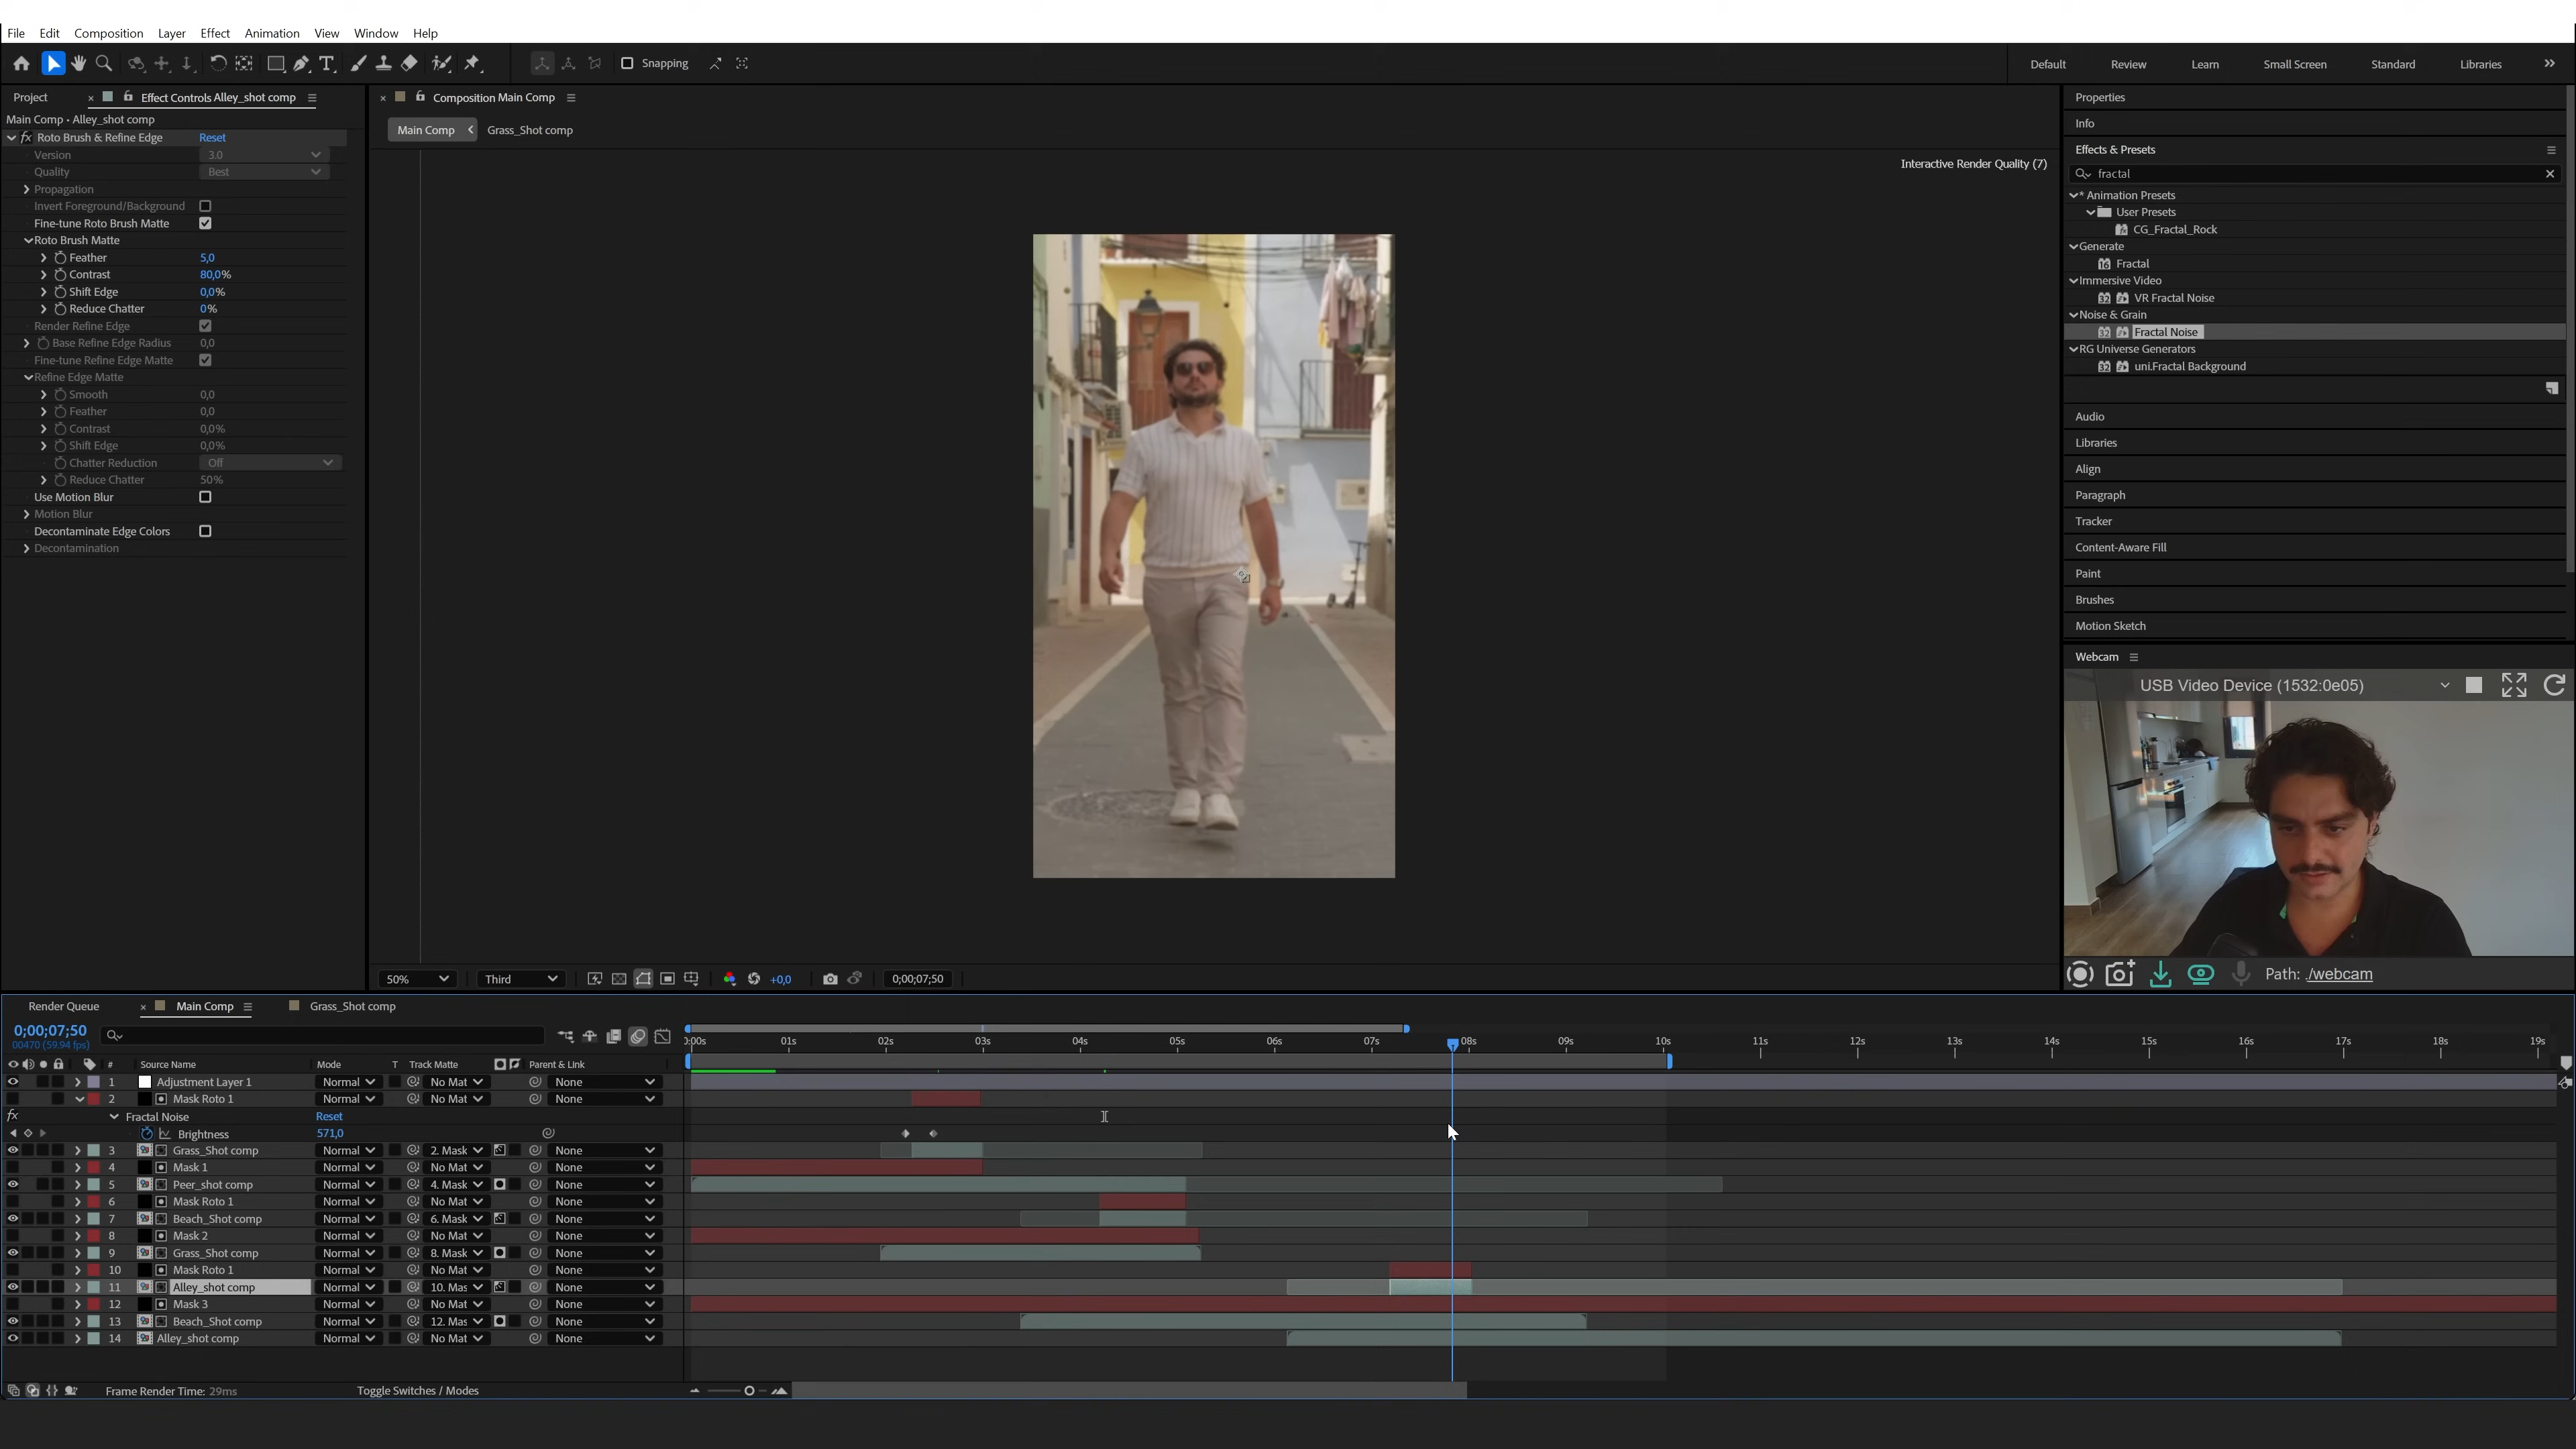 File Edit Composition Layer Effect Animation View Window Help
Snapping Default Review Learn Small Screen Standard Libraries
Project Effect Controls Alley_shot comp
Main Comp • Alley_shot comp
Roto Brush & Refine Edge Reset
Version 3.0
Quality Best
Propagation
Invert Foreground/Background
Fine-tune Roto Brush Matte
Roto Brush Matte
Feather 5,0
Contrast 80,0%
Shift Edge 0,0%
Reduce Chatter 0%
Render Refine Edge
Base Refine Edge Radius 0,0
Fine-tune Refine Edge Matte
Refine Edge Matte
Smooth 0,0
Feather 0,0
Contrast 0,0%
Shift Edge 0,0%
Chatter Reduction Off
Reduce Chatter 50%
Use Motion Blur
Motion Blur
Decontaminate Edge Colors
Decontamination
Composition Main Comp
Main Comp Grass_Shot comp
Interactive Render Quality (7)
50% Third +0,0 0;00;07;50
Properties
Info
Effects & Presets
fractal
* Animation Presets
User Presets
CG_Fractal_Rock
Generate
16 Fractal
Immersive Video
32 VR Fractal Noise
Noise & Grain
32 Fractal Noise
RG Universe Generators
32 uni.Fractal Background
Audio
Libraries
Align
Paragraph
Tracker
Content-Aware Fill
Paint
Brushes
Motion Sketch
Webcam
USB Video Device (1532:0e05)
Path: ./webcam
Render Queue Main Comp Grass_Shot comp
0;00;07;50
00470 (59.94 fps)
0:00s 01s 02s 03s 04s 05s 06s 07s 08s 09s 10s 11s 12s 13s 14s 15s 16s 17s 18s 19s
# Source Name Mode T Track Matte Parent & Link
1 Adjustment Layer 1 Normal No Mat None
2 Mask Roto 1 Normal No Mat None
fx Fractal Noise Reset
Brightness 571,0
3 Grass_Shot comp Normal 2. Mask None
4 Mask 1 Normal No Mat None
5 Peer_shot comp Normal 4. Mask None
6 Mask Roto 1 Normal No Mat None
7 Beach_Shot comp Normal 6. Mask None
8 Mask 2 Normal No Mat None
9 Grass_Shot comp Normal 8. Mask None
10 Mask Roto 1 Normal No Mat None
11 Alley_shot comp Normal 10. Mas None
12 Mask 3 Normal No Mat None
13 Beach_Shot comp Normal 12. Mas None
14 Alley_shot comp Normal No Mat None
Frame Render Time: 29ms Toggle Switches / Modes